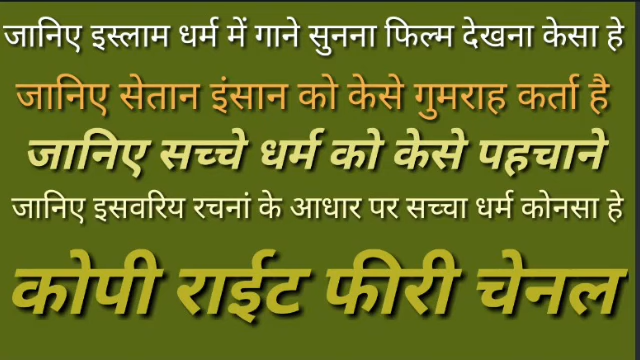 जानिए इस्लाम धर्म में गाने सुनना फिल्म देखना केसा हे
जानिए सेतान इंसान को केसे गुमराह कर्ता है
जानिए सच्चे धर्म को केसे पहचाने
जानिए इसवरिय रचनां के आधार पर सच्चा धर्म कोनसा हे
कोपी राईट फीरी चेनल